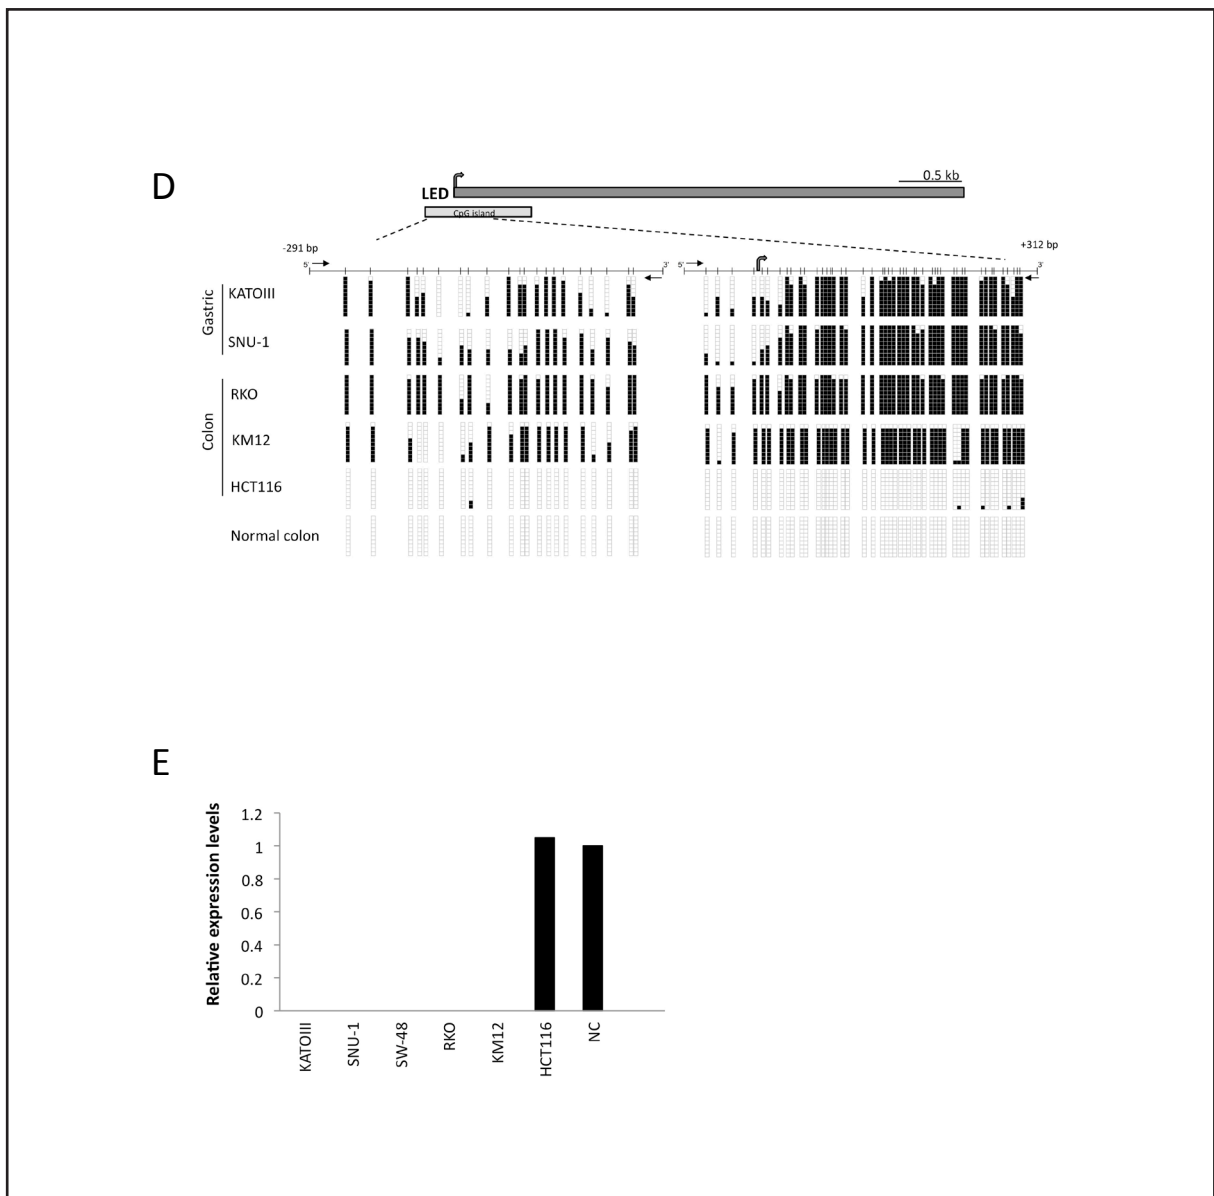 D
0.5 kb
LED
CpG island
-291 bp
+312 bp
5' 3' 5' 3'
Gastric
KATOIII
SNU-1
Colon
RKO
KM12
HCT116
Normal colon
E
Relative expression levels
1.2
1
0.8
0.6
0.4
0.2
0
KATOIII SNU-1 SW-48 RKO KM12 HCT116 NC